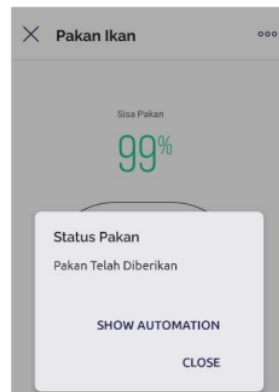 Pakan Ikan
Sisa Pakan
99%
Status Pakan
Pakan Telah Diberikan
SHOW AUTOMATION
CLOSE